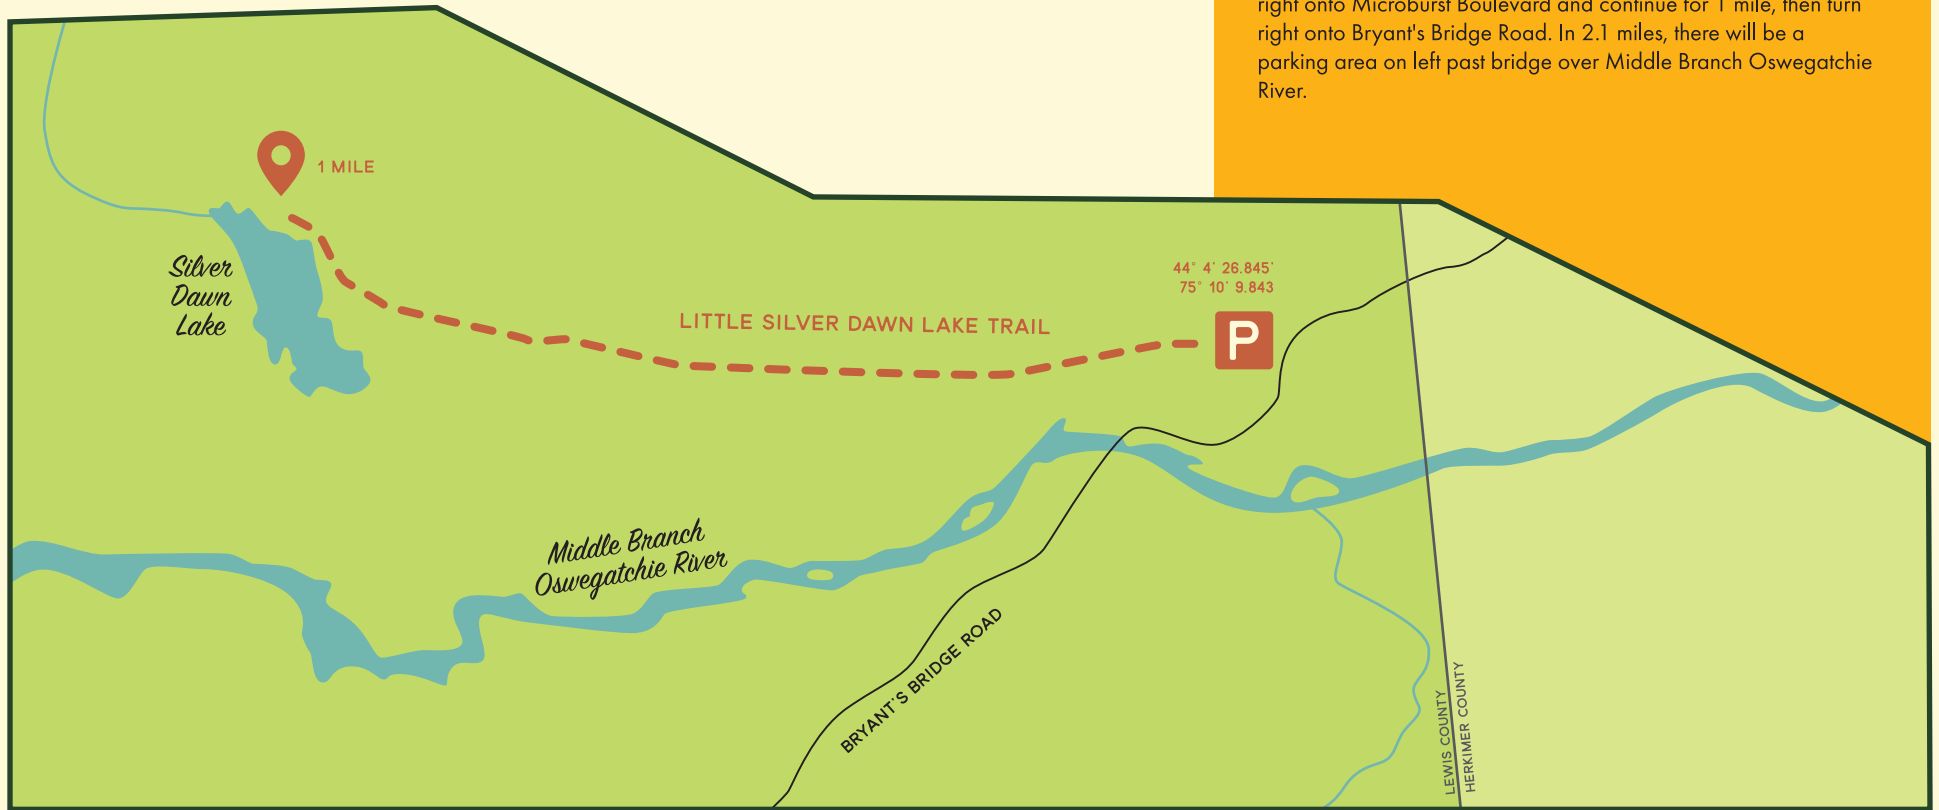 right onto Microburst Boulevard and continue for 1 mile, then turn
right onto Bryant's Bridge Road. In 2.1 miles, there will be a
parking area on left past bridge over Middle Branch Oswegatchie
River.
1 MILE
Silver
Dawn
Lake
44° 4' 26.845'
75° 10' 9.843
LITTLE SILVER DAWN LAKE TRAIL
P
Middle Branch
Oswegatchie River
BRYANT'S BRIDGE ROAD
LEWIS COUNTY
HERKIMER COUNTY